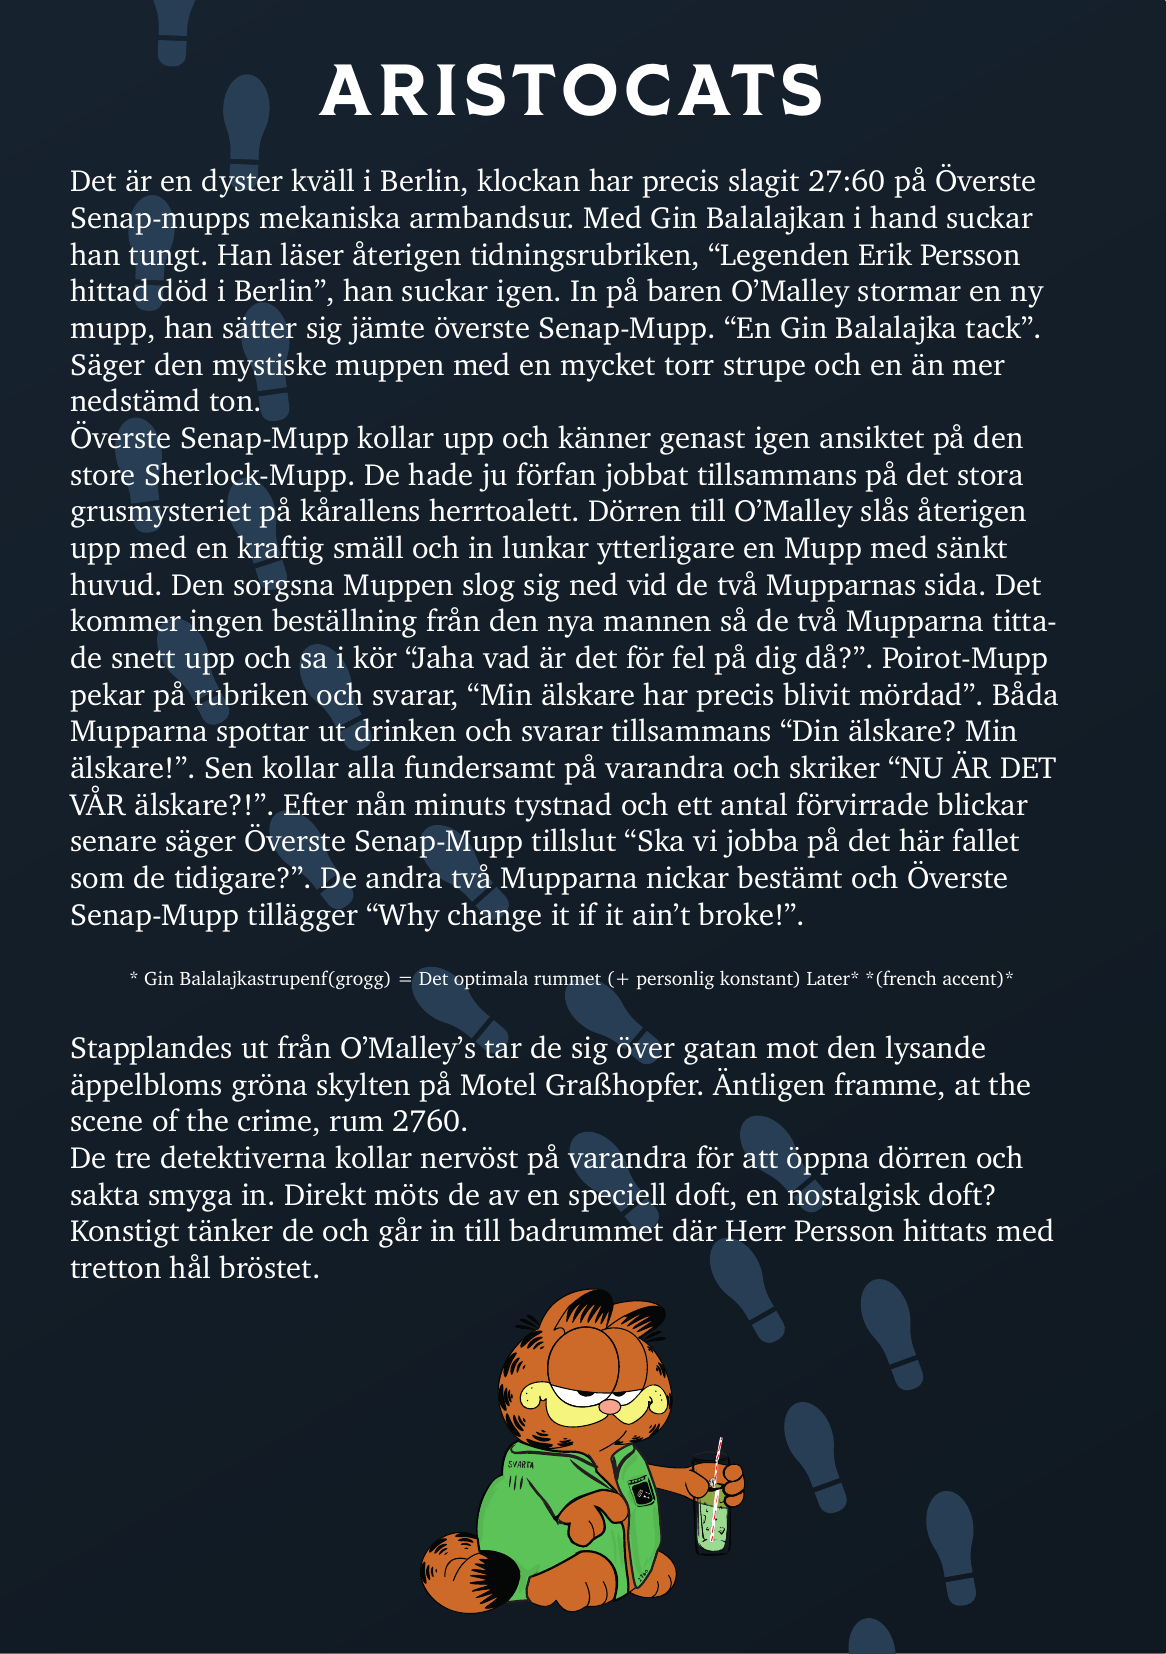 ARISTOCATS
Det är en dyster kväll i Berlin, klockan har precis slagit 27:60 på Överste
Senap-mupps mekaniska armbandsur. Med Gin Balalajkan i hand suckar
han tungt. Han läser återigen tidningsrubriken, “Legenden Erik Persson
hittad död i Berlin”, han suckar igen. In på baren O’Malley stormar en ny
mupp, han sätter sig jämte överste Senap-Mupp. “En Gin Balalajka tack”.
Säger den mystiske muppen med en mycket torr strupe och en än mer
nedstämd ton.
Överste Senap-Mupp kollar upp och känner genast igen ansiktet på den
store Sherlock-Mupp. De hade ju förfan jobbat tillsammans på det stora
grusmysteriet på kårallens herrtoalett. Dörren till O’Malley slås återigen
upp med en kraftig smäll och in lunkar ytterligare en Mupp med sänkt
huvud. Den sorgsna Muppen slog sig ned vid de två Mupparnas sida. Det
kommer ingen beställning från den nya mannen så de två Mupparna titta-
de snett upp och sa i kör “Jaha vad är det för fel på dig då?”. Poirot-Mupp
pekar på rubriken och svarar, “Min älskare har precis blivit mördad”. Båda
Mupparna spottar ut drinken och svarar tillsammans “Din älskare? Min
älskare!”. Sen kollar alla fundersamt på varandra och skriker “NU ÄR DET
VÅR älskare?!”. Efter nån minuts tystnad och ett antal förvirrade blickar
senare säger Överste Senap-Mupp tillslut “Ska vi jobba på det här fallet
som de tidigare?”. De andra två Mupparna nickar bestämt och Överste
Senap-Mupp tillägger “Why change it if it ain’t broke!”.
* Gin Balalajkastrupenf(grogg) = Det optimala rummet (+ personlig konstant) Later* *(french accent)*
Stapplandes ut från O’Malley’s tar de sig över gatan mot den lysande
äppelbloms gröna skylten på Motel Graßhopfer. Äntligen framme, at the
scene of the crime, rum 2760.
De tre detektiverna kollar nervöst på varandra för att öppna dörren och
sakta smyga in. Direkt möts de av en speciell doft, en nostalgisk doft?
Konstigt tänker de och går in till badrummet där Herr Persson hittats med
tretton hål bröstet.
SVARTA